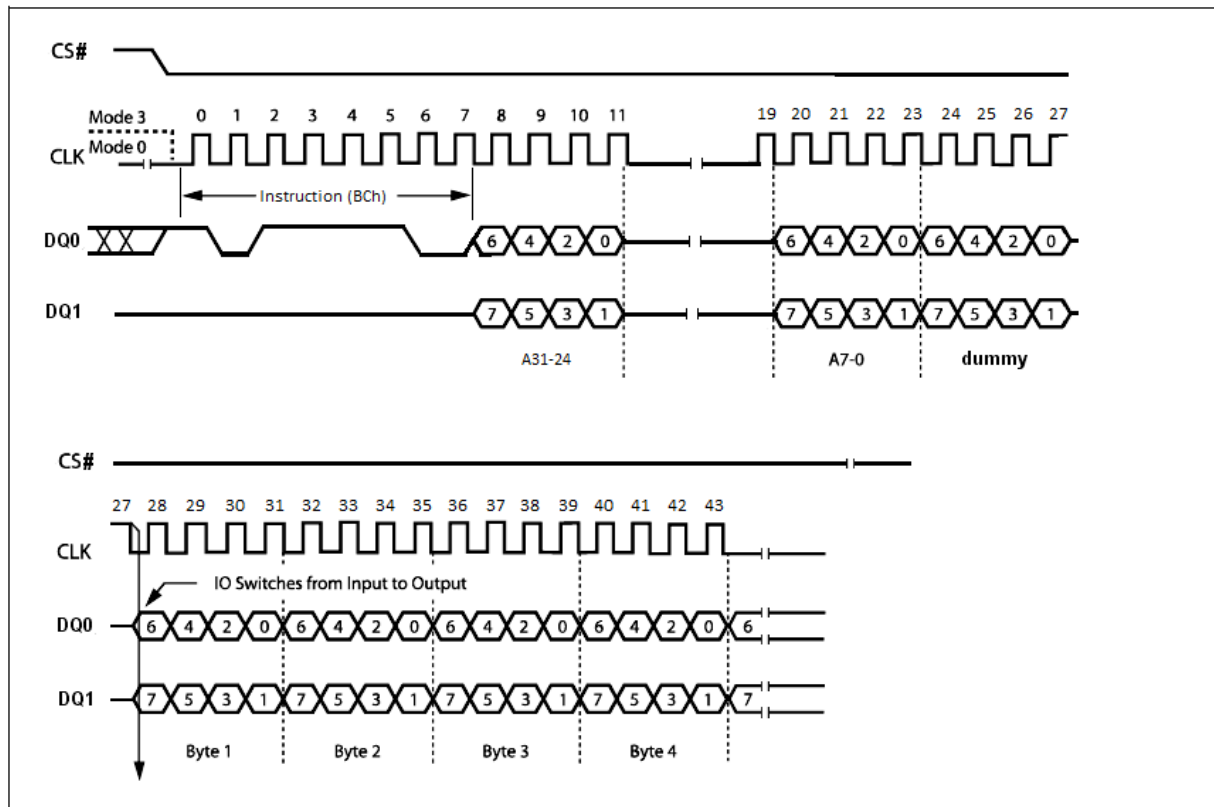 CS#
0 1 2 3 4 5 6 7 8 9 10 11 19 20 21 22 23 24 25 26 27
Mode 3
Mode 0
CLK
Instruction (BCh)
DQ0 6 4 2 0 6 4 2 0 6 4 2 0
DQ1 7 5 3 1 7 5 3 1 7 5 3 1
A31-24 A7-0 dummy
CS#
27 28 29 30 31 32 33 34 35 36 37 38 39 40 41 42 43
CLK
IO Switches from Input to Output
DQ0 6 4 2 0 6 4 2 0 6 4 2 0 6 4 2 0 6
DQ1 7 5 3 1 7 5 3 1 7 5 3 1 7 5 3 1 7
Byte 1 Byte 2 Byte 3 Byte 4